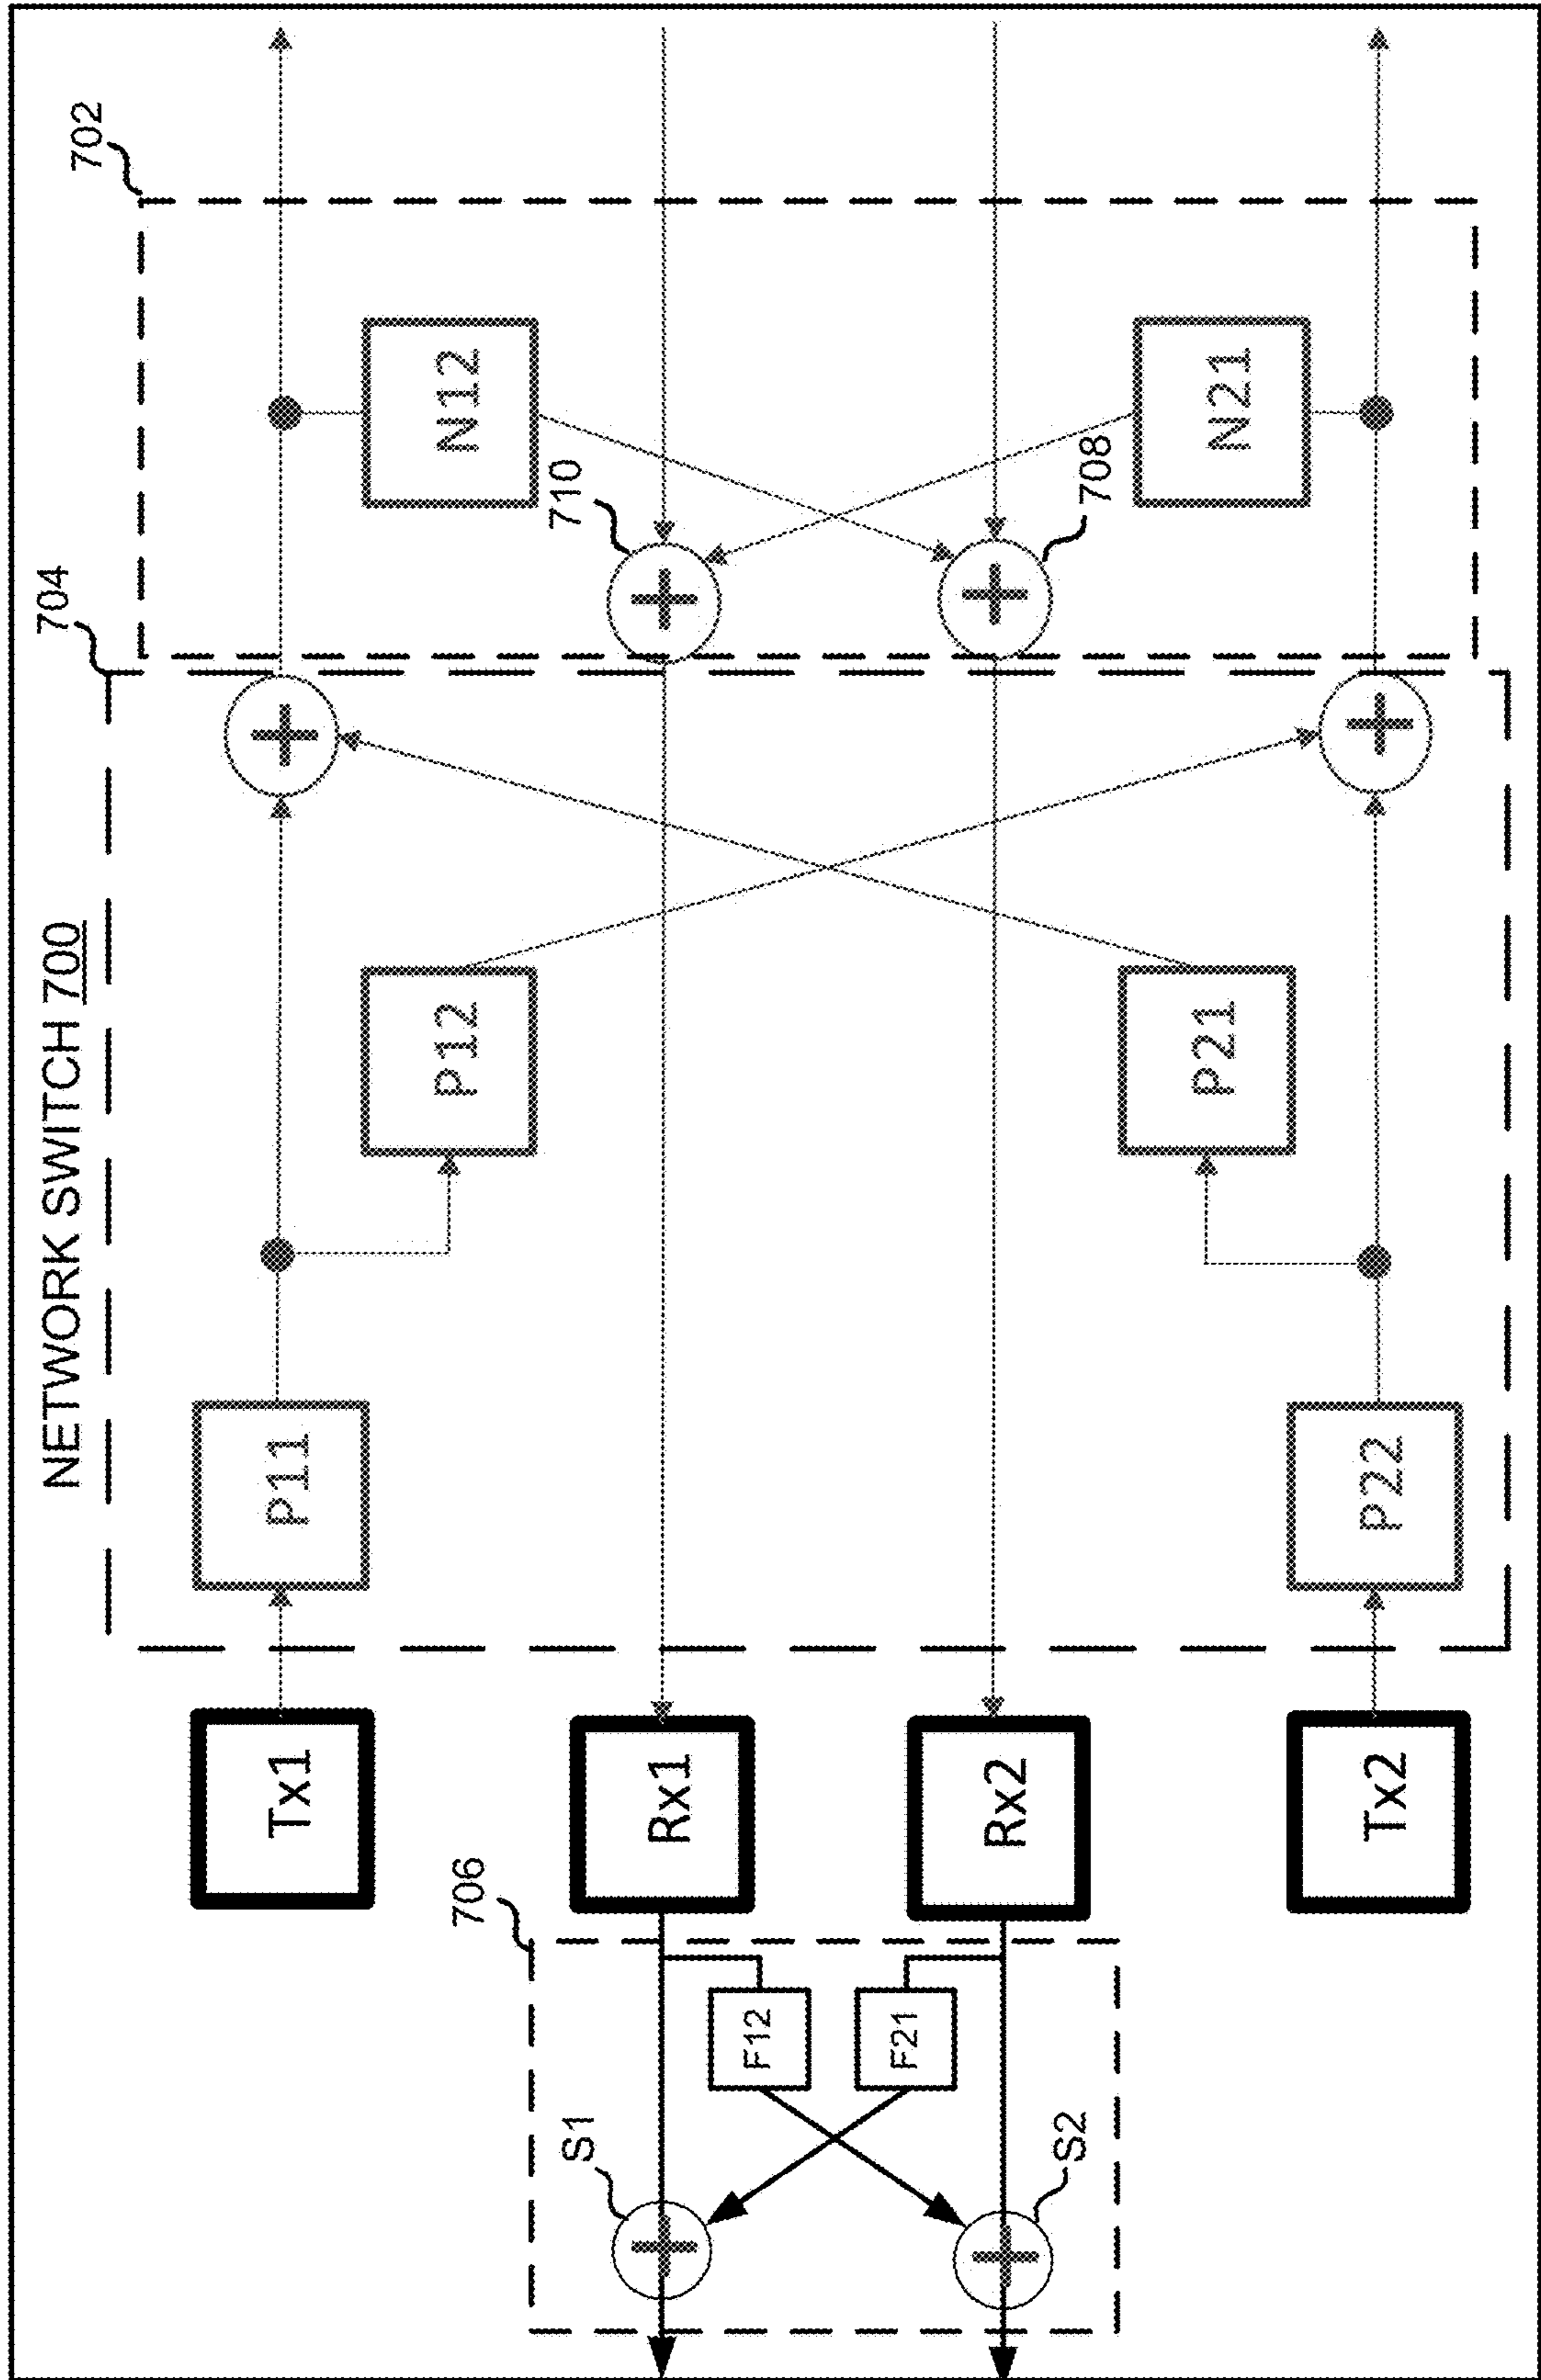 NETWORK SWITCH 700
704
702
Tx1
P11
P12
N12
710
706
S1
F12
Rx1
F21
Rx2
S2
708
P21
N21
Tx2
P22